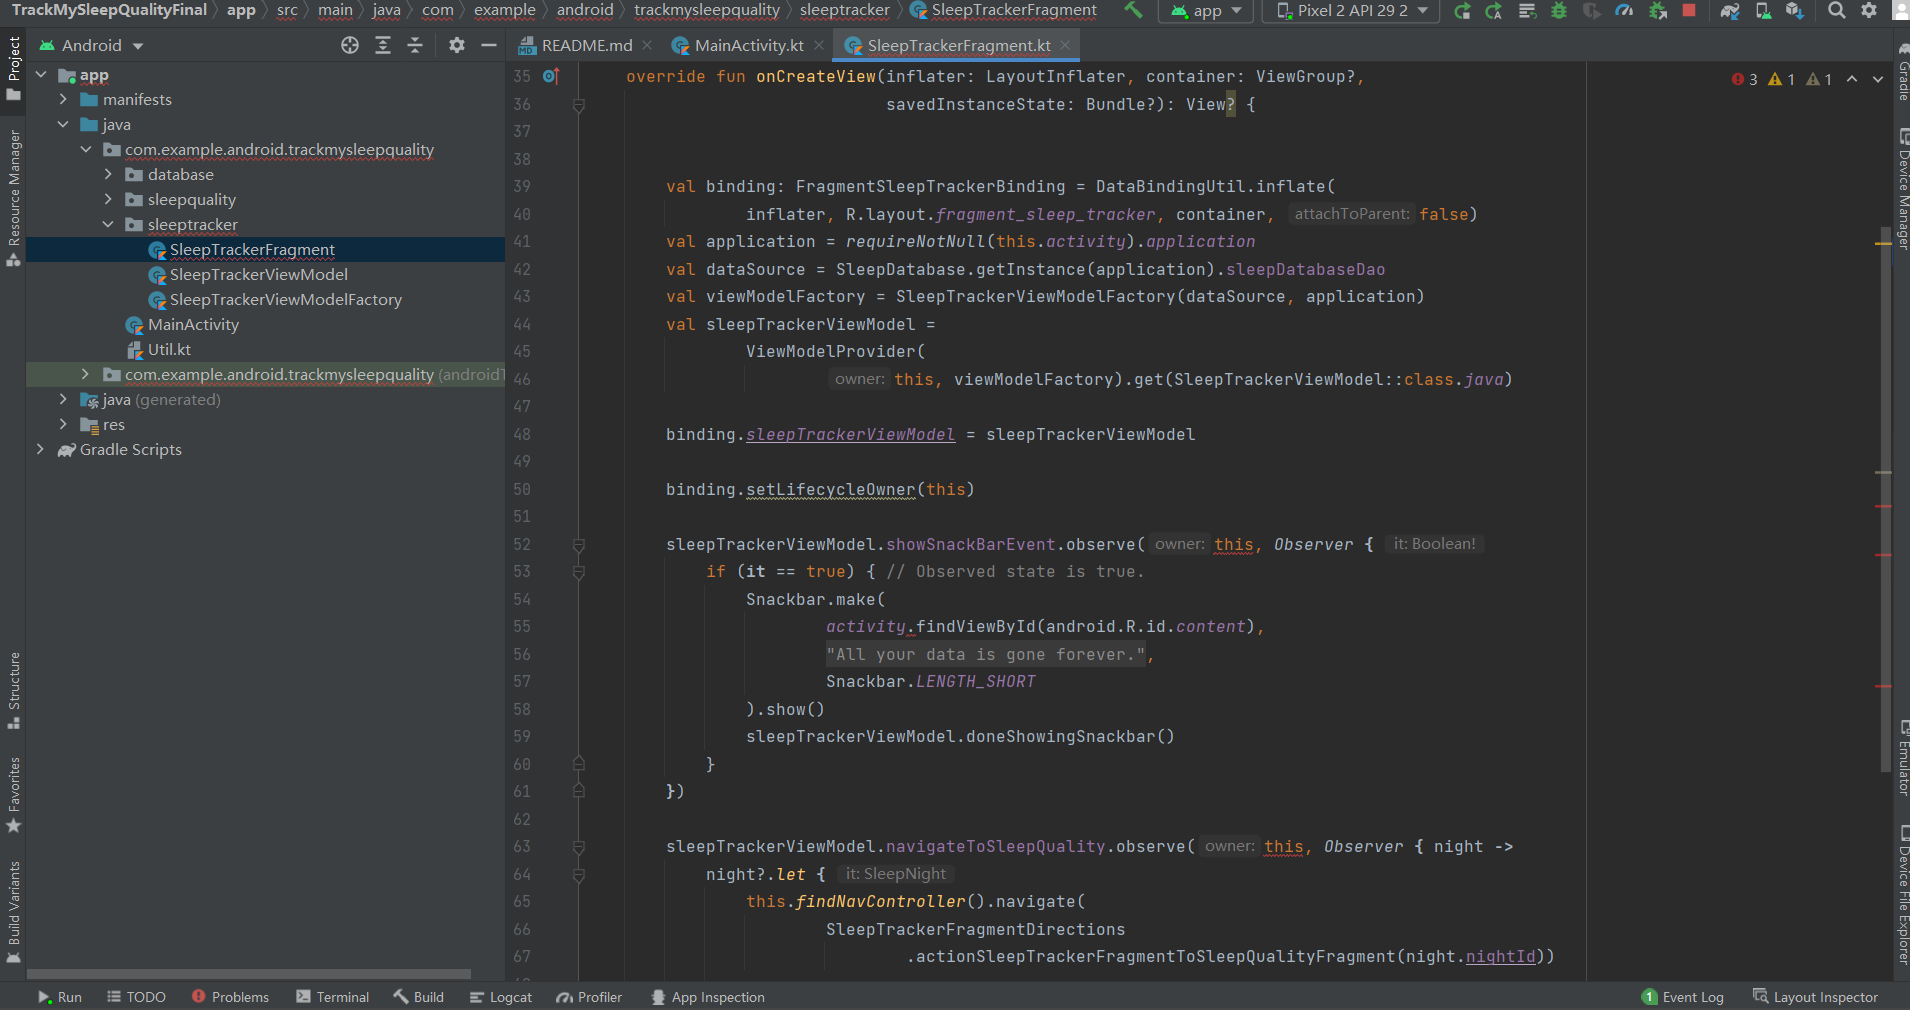 TrackMySleepQualityFinal app src main java com example android trackmysleepquality sleeptracker SleepTrackerFragment app Pixel 2 API 29 2
Android README.md MainActivity.kt SleepTrackerFragment.kt
Project
Resource Manager
Structure
Favorites
Build Variants
app
manifests
java
com.example.android.trackmysleepquality
database
sleepquality
sleeptracker
SleepTrackerFragment
SleepTrackerViewModel
SleepTrackerViewModelFactory
MainActivity
Util.kt
com.example.android.trackmysleepquality (androidT
java (generated)
res
Gradle Scripts
3 1 1
35 override fun onCreateView(inflater: LayoutInflater, container: ViewGroup?,
36 savedInstanceState: Bundle?): View? {
37
38
39 val binding: FragmentSleepTrackerBinding = DataBindingUtil.inflate(
40 inflater, R.layout.fragment_sleep_tracker, container, attachToParent: false)
41 val application = requireNotNull(this.activity).application
42 val dataSource = SleepDatabase.getInstance(application).sleepDatabaseDao
43 val viewModelFactory = SleepTrackerViewModelFactory(dataSource, application)
44 val sleepTrackerViewModel =
45 ViewModelProvider(
46 owner: this, viewModelFactory).get(SleepTrackerViewModel::class.java)
47
48 binding.sleepTrackerViewModel = sleepTrackerViewModel
49
50 binding.setLifecycleOwner(this)
51
52 sleepTrackerViewModel.showSnackBarEvent.observe( owner: this, Observer { it: Boolean!
53 if (it == true) { // Observed state is true.
54 Snackbar.make(
55 activity.findViewById(android.R.id.content),
56 "All your data is gone forever.",
57 Snackbar.LENGTH_SHORT
58 ).show()
59 sleepTrackerViewModel.doneShowingSnackbar()
60 }
61 })
62
63 sleepTrackerViewModel.navigateToSleepQuality.observe( owner: this, Observer { night ->
64 night?.let { it: SleepNight
65 this.findNavController().navigate(
66 SleepTrackerFragmentDirections
67 .actionSleepTrackerFragmentToSleepQualityFragment(night.nightId))
Gradle
Device Manager
Emulator
Device File Explorer
Run TODO Problems Terminal Build Logcat Profiler App Inspection 1 Event Log Layout Inspector